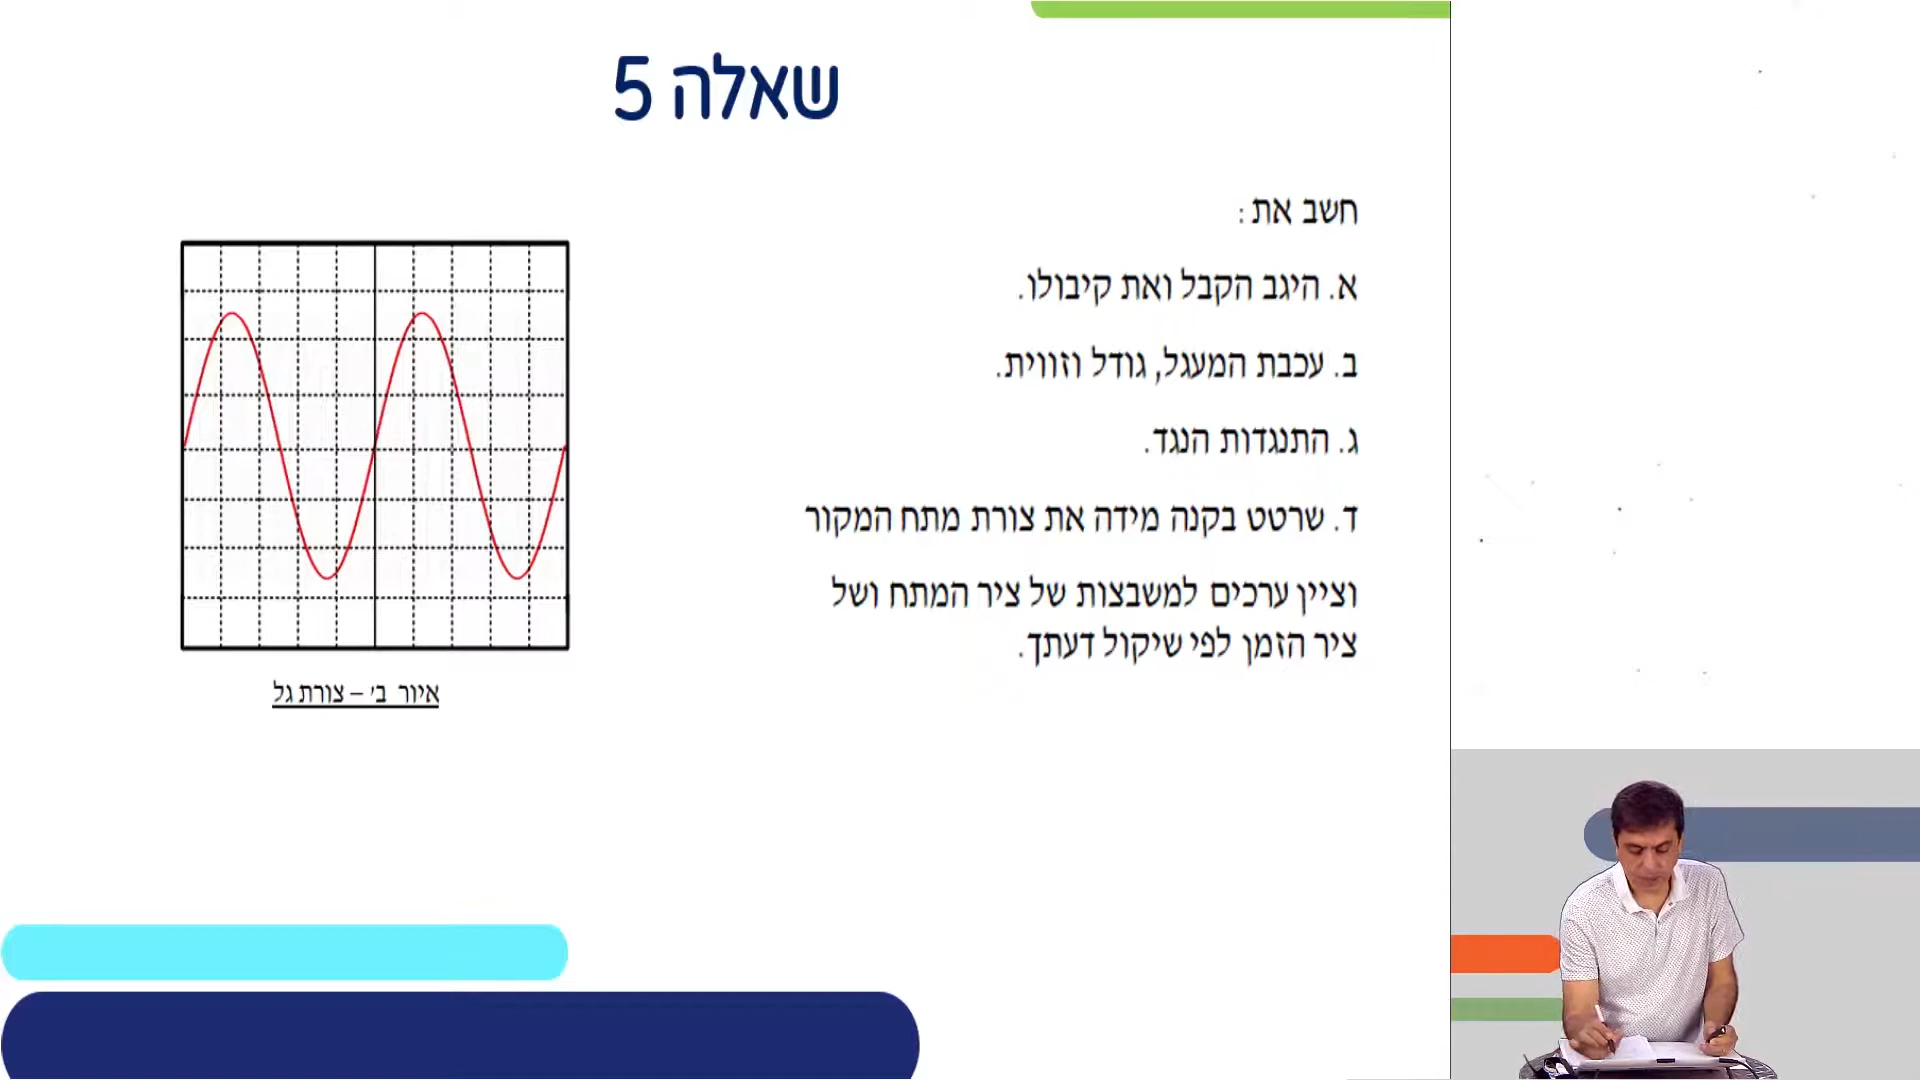 שאלה 5
חשב את :
א. היגב הקבל ואת קיבולו.
ב. עכבת המעגל, גודל וזווית.
ג. התנגדות הנגד.
ד. שרטט בקנה מידה את צורת מתח המקור
וציין ערכים למשבצות של ציר המתח ושל
ציר הזמן לפי שיקול דעתך.
איור ב' – צורת גל